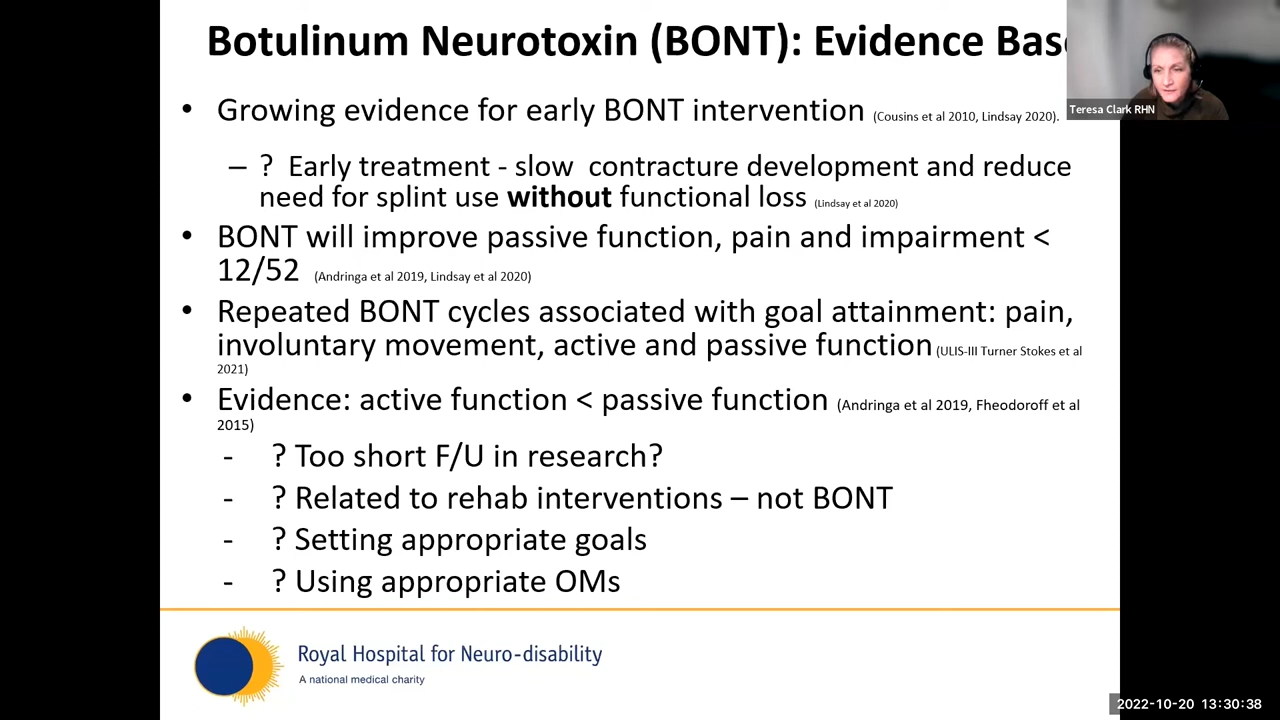 Botulinum Neurotoxin (BONT): Evidence Bas
Teresa Clark RHN
• Growing evidence for early BONT intervention (Cousins et al 2010, Lindsay 2020).
– ? Early treatment - slow contracture development and reduce
need for splint use without functional loss (Lindsay et al 2020)
• BONT will improve passive function, pain and impairment <
12/52 (Andringa et al 2019, Lindsay et al 2020)
• Repeated BONT cycles associated with goal attainment: pain,
involuntary movement, active and passive function (ULIS-III Turner Stokes et al
2021)
• Evidence: active function < passive function (Andringa et al 2019, Fheodoroff et al
2015)
- ? Too short F/U in research?
- ? Related to rehab interventions – not BONT
- ? Setting appropriate goals
- ? Using appropriate OMs
Royal Hospital for Neuro-disability
A national medical charity
2022-10-20 13:30:38